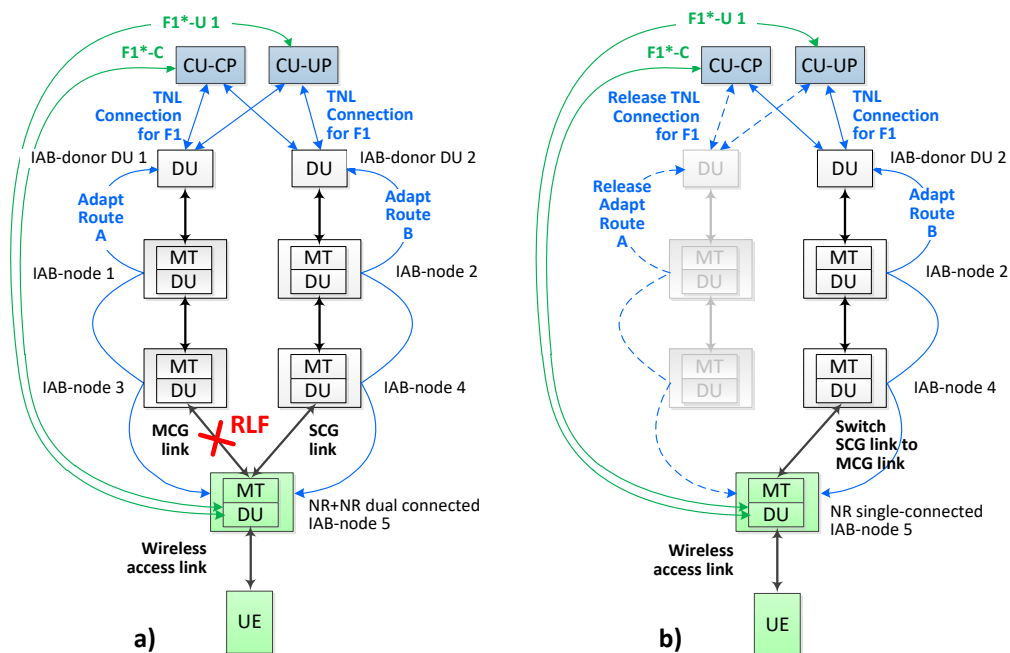 F1*-U 1
F1*-C
CU-CP
CU-UP
TNL
Connection
for F1
TNL
Connection
for F1
IAB-donor DU 1
DU
IAB-donor DU 2
DU
Adapt
Route
A
Adapt
Route
B
IAB-node 1
MT
DU
MT
DU
IAB-node 2
IAB-node 3
MT
DU
MT
DU
IAB-node 4
MCG
link
RLF
SCG
link
MT
DU
NR+NR dual connected
IAB-node 5
Wireless
access link
UE
a)
F1*-U 1
F1*-C
CU-CP
CU-UP
Release TNL
Connection
for F1
TNL
Connection
for F1
DU
DU
IAB-donor DU 2
Release
Adapt
Route
A
Adapt
Route
B
MT
DU
MT
DU
IAB-node 2
MT
DU
MT
DU
IAB-node 4
Switch
SCG link to
MCG link
MT
DU
NR single-connected
IAB-node 5
Wireless
access link
UE
b)